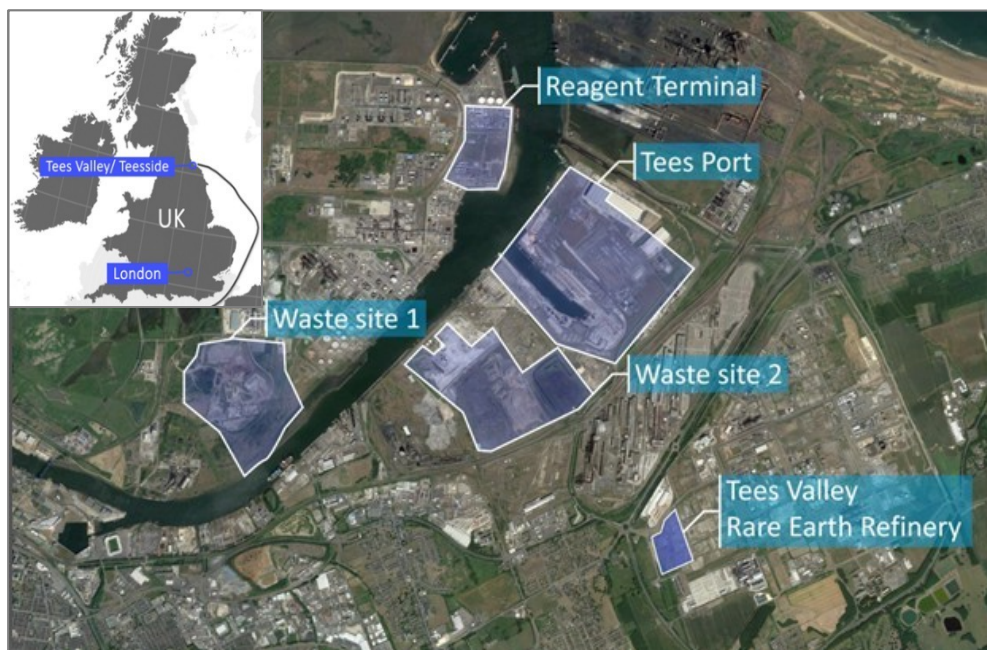 Tees Valley/ Teesside
UK
London
Reagent Terminal
Tees Port
Waste site 1
Waste site 2
Tees Valley
Rare Earth Refinery